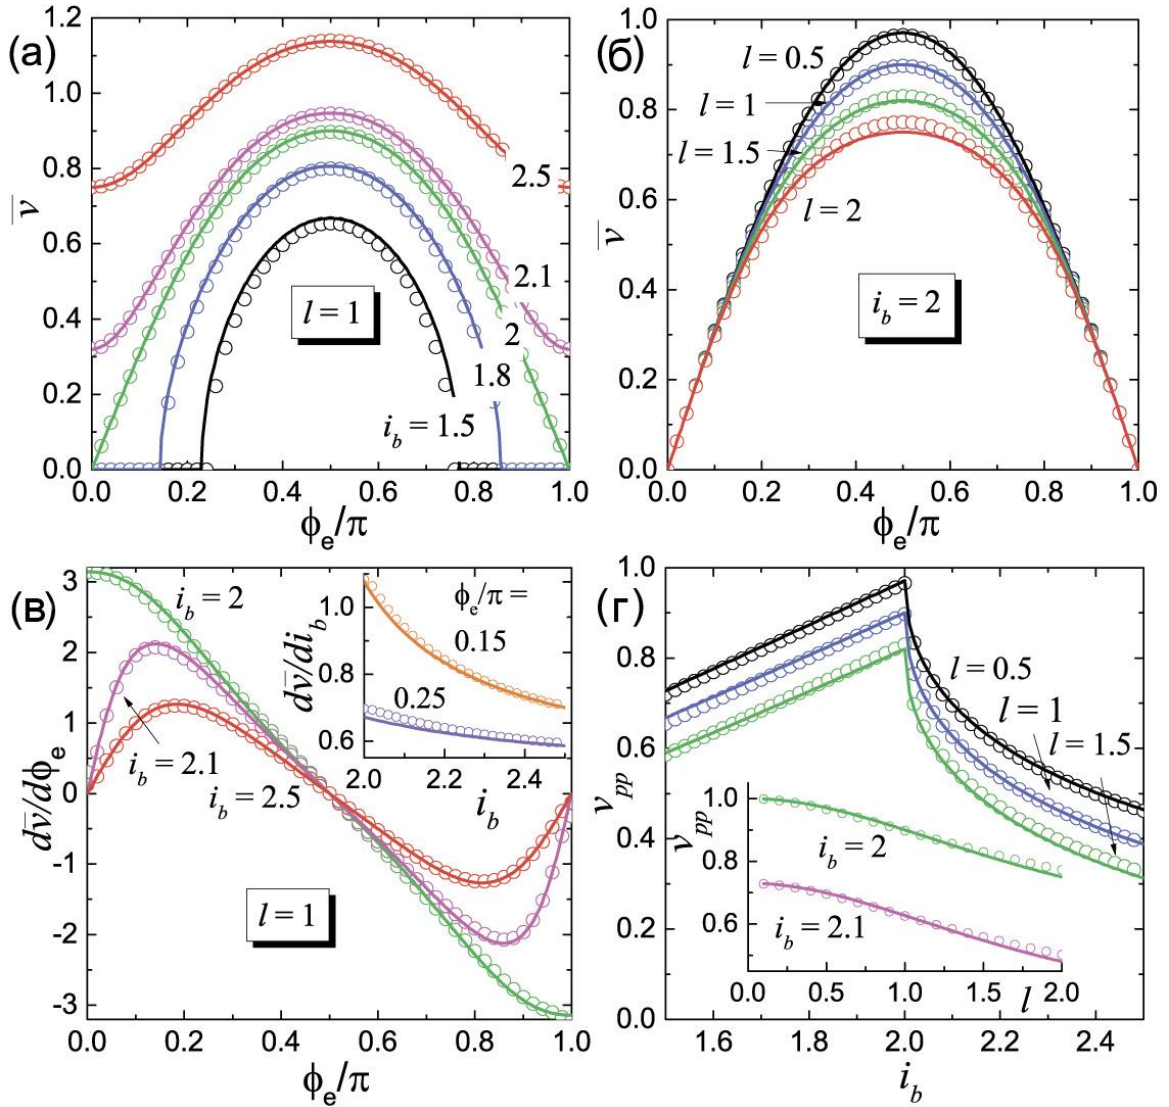 (а)
1.2
1.0
0.8
0.6
0.4
0.2
0.0
v̅
2.5
2.1
2
1.8
i_b = 1.5
l = 1
0.0 0.2 0.4 0.6 0.8 1.0
ϕ_e/π
(б)
1.0
0.8
0.6
0.4
0.2
0.0
v̅
l = 0.5
l = 1
l = 1.5
l = 2
i_b = 2
0.0 0.2 0.4 0.6 0.8 1.0
ϕ_e/π
(в)
3
2
1
0
-1
-2
-3
dv̅/dϕ_e
i_b = 2
i_b = 2.1
i_b = 2.5
l = 1
0.0 0.2 0.4 0.6 0.8 1.0
ϕ_e/π
1.0
0.8
0.6
dv̅/di_b
ϕ_e/π =
0.15
0.25
2.0 2.2 2.4
i_b
(г)
1.0
0.8
0.6
0.4
0.2
0.0
v_pp
l = 0.5
l = 1
l = 1.5
1.6 1.8 2.0 2.2 2.4
i_b
1.0
0.8
0.6
v_pp
i_b = 2
i_b = 2.1
0.0 0.5 1.0 1.5 2.0
l